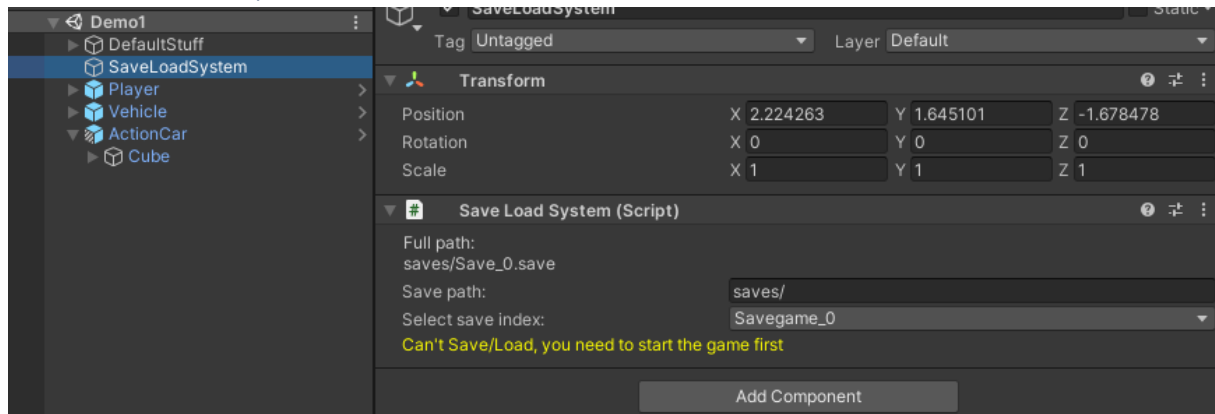 Demo1
DefaultStuff
SaveLoadSystem
Player
Vehicle
ActionCar
Cube
SaveLoadSystem Static
Tag Untagged Layer Default
Transform
Position X 2.224263 Y 1.645101 Z -1.678478
Rotation X 0 Y 0 Z 0
Scale X 1 Y 1 Z 1
# Save Load System (Script)
Full path:
saves/Save_0.save
Save path: saves/
Select save index: Savegame_0
Can't Save/Load, you need to start the game first
Add Component